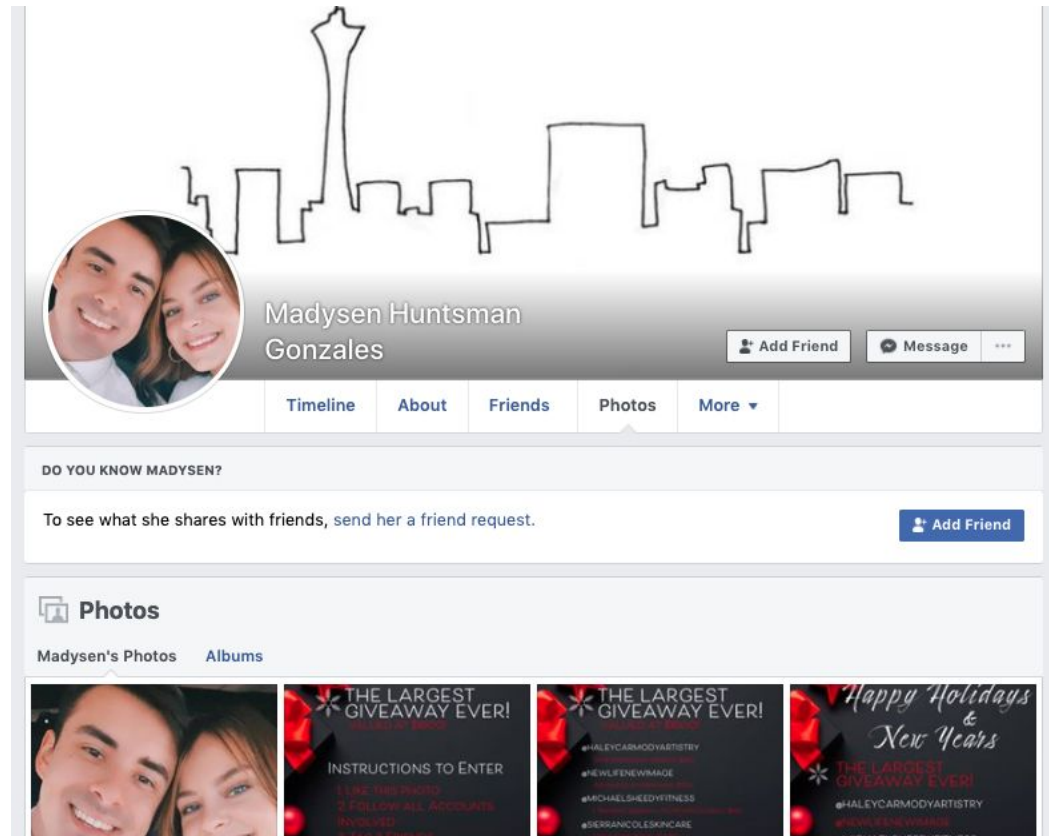 Madysen Huntsman
Gonzales
Add Friend
Message
Timeline
About
Friends
Photos
More
DO YOU KNOW MADYSEN?
To see what she shares with friends, send her a friend request.
Add Friend
Photos
Madysen's Photos
Albums
THE LARGEST
GIVEAWAY EVER!
INSTRUCTIONS TO ENTER
1 LIKE THIS PHOTO
2 FOLLOW ALL ACCOUNTS
INVOLVED
THE LARGEST
GIVEAWAY EVER!
@HALEYCARMODYARTISTRY
@NEWLIFENEWIMAGE
@MICHAELSHEEDYFITNESS
@SIERRANICOLESKINCARE
Happy Holidays
&
New Years
THE LARGEST
GIVEAWAY EVER!
@HALEYCARMODYARTISTRY
@NEWLIFENEWIMAGE